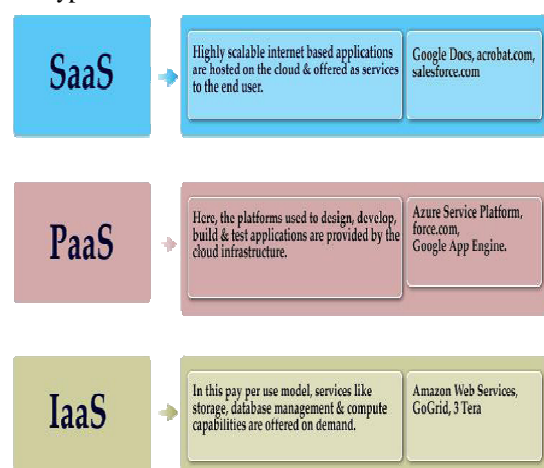 SaaS
Highly scalable internet based applications
are hosted on the cloud & offered as services
to the end user.
Google Docs, acrobat.com,
salesforce.com
PaaS
Here, the platforms used to design, develop,
build & test applications are provided by the
cloud infrastructure.
Azure Service Platform,
force.com,
Google App Engine.
IaaS
In this pay per use model, services like
storage, database management & compute
capabilities are offered on demand.
Amazon Web Services,
GoGrid, 3 Tera